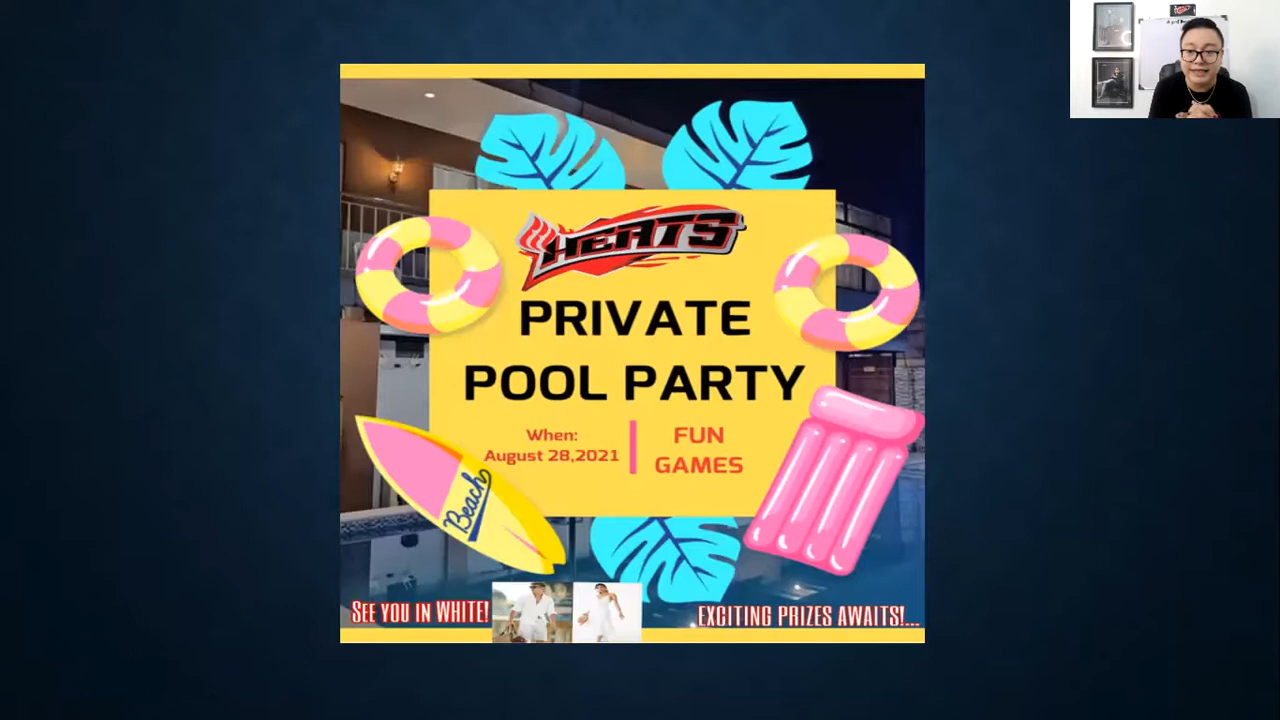 HEATS
PRIVATE
POOL PARTY
When:
August 28,2021
FUN
GAMES
Beach
SEE YOU IN WHITE!
EXCITING PRIZES AWAITS!...